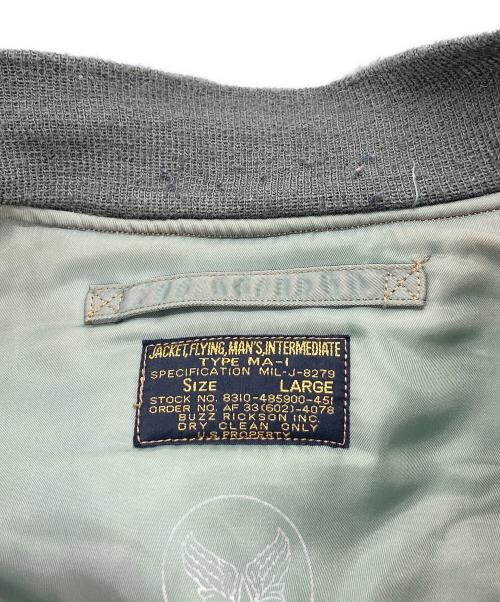 JACKET, FLYING, MAN'S, INTERMEDIATE
TYPE MA-1
SPECIFICATION MIL-J-8279
SIZE LARGE
STOCK NO. 8310-485900-451
ORDER NO. AF 33(602)-4078
BUZZ RICKSON INC.
DRY CLEAN ONLY
U.S. PROPERTY